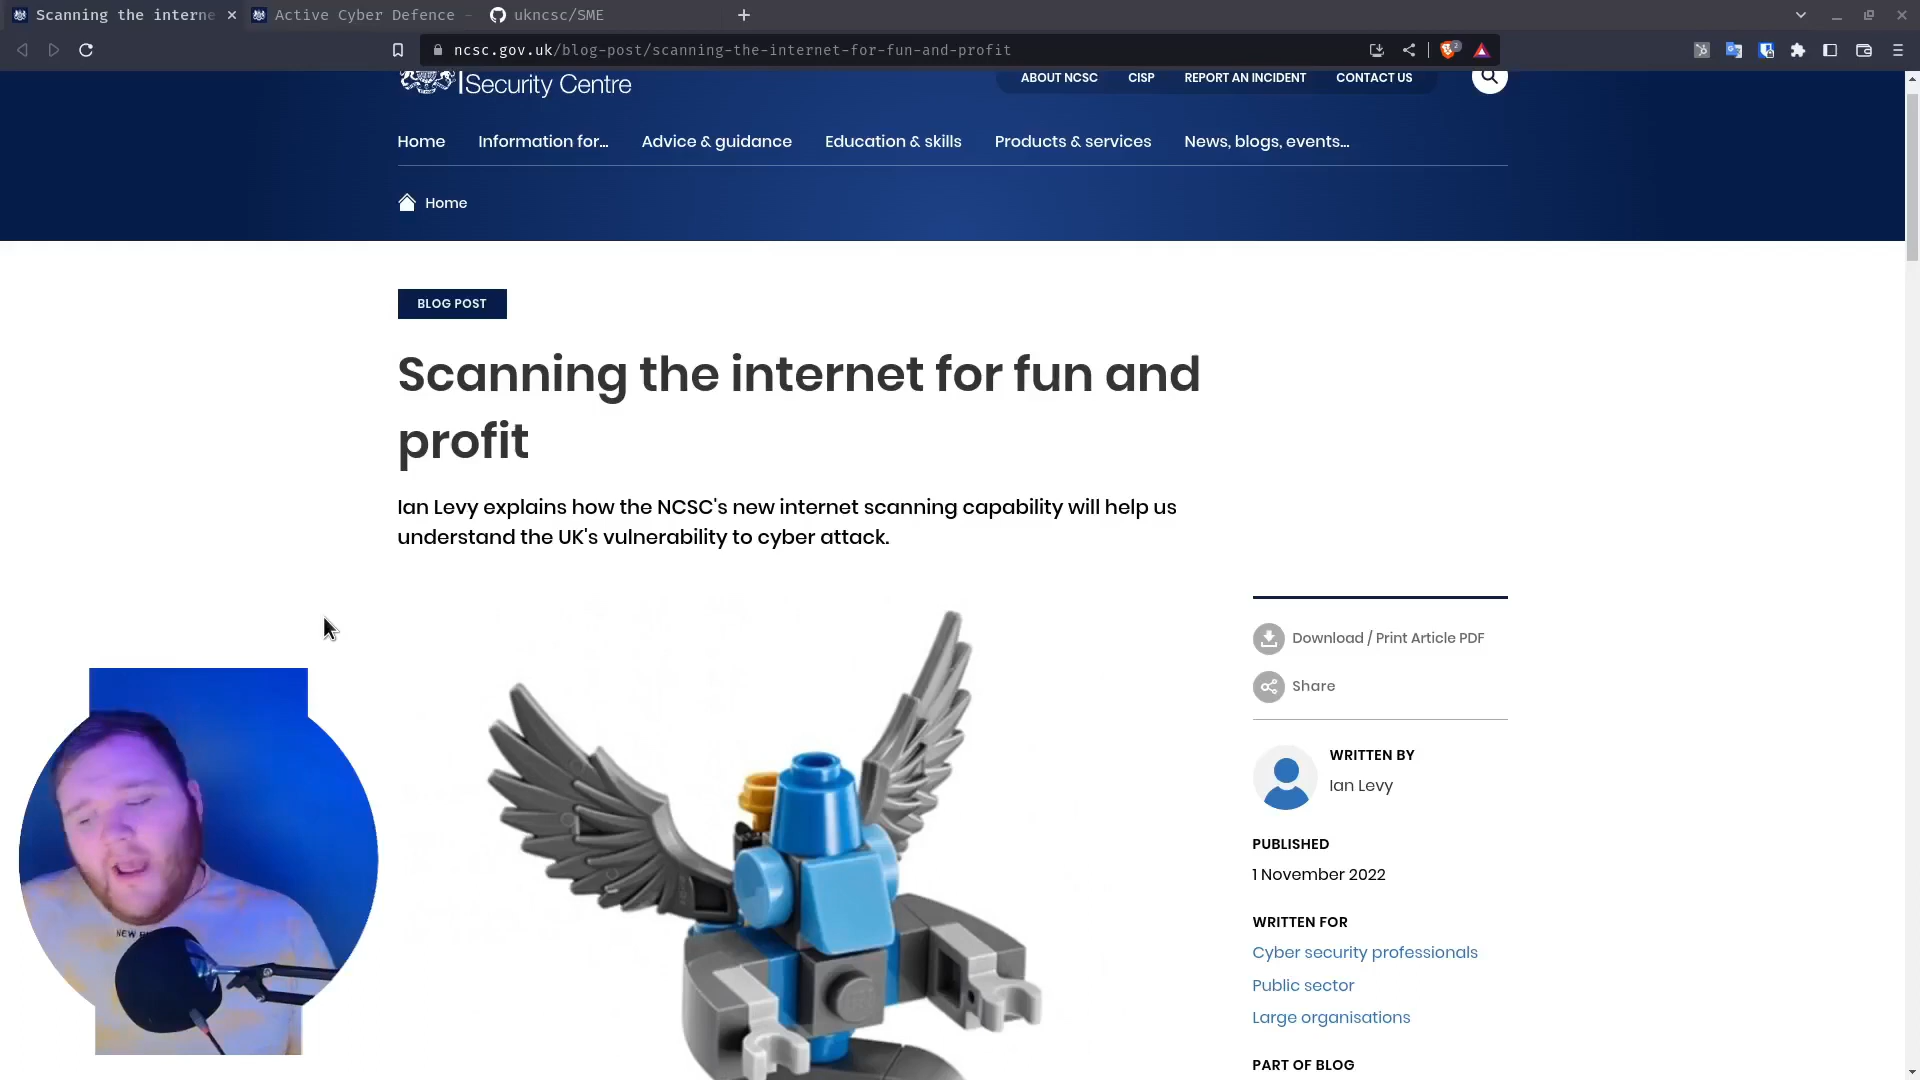 Scanning the interne
Active Cyber Defence -
ukncsc/SME
ncsc.gov.uk/blog-post/scanning-the-internet-for-fun-and-profit
2
Security Centre
ABOUT NCSC
CISP
REPORT AN INCIDENT
CONTACT US
Home
Information for...
Advice & guidance
Education & skills
Products & services
News, blogs, events...
Home
BLOG POST
Scanning the internet for fun and
profit
Ian Levy explains how the NCSC's new internet scanning capability will help us
understand the UK's vulnerability to cyber attack.
Download / Print Article PDF
Share
WRITTEN BY
Ian Levy
PUBLISHED
1 November 2022
WRITTEN FOR
Cyber security professionals
Public sector
Large organisations
PART OF BLOG
NEW